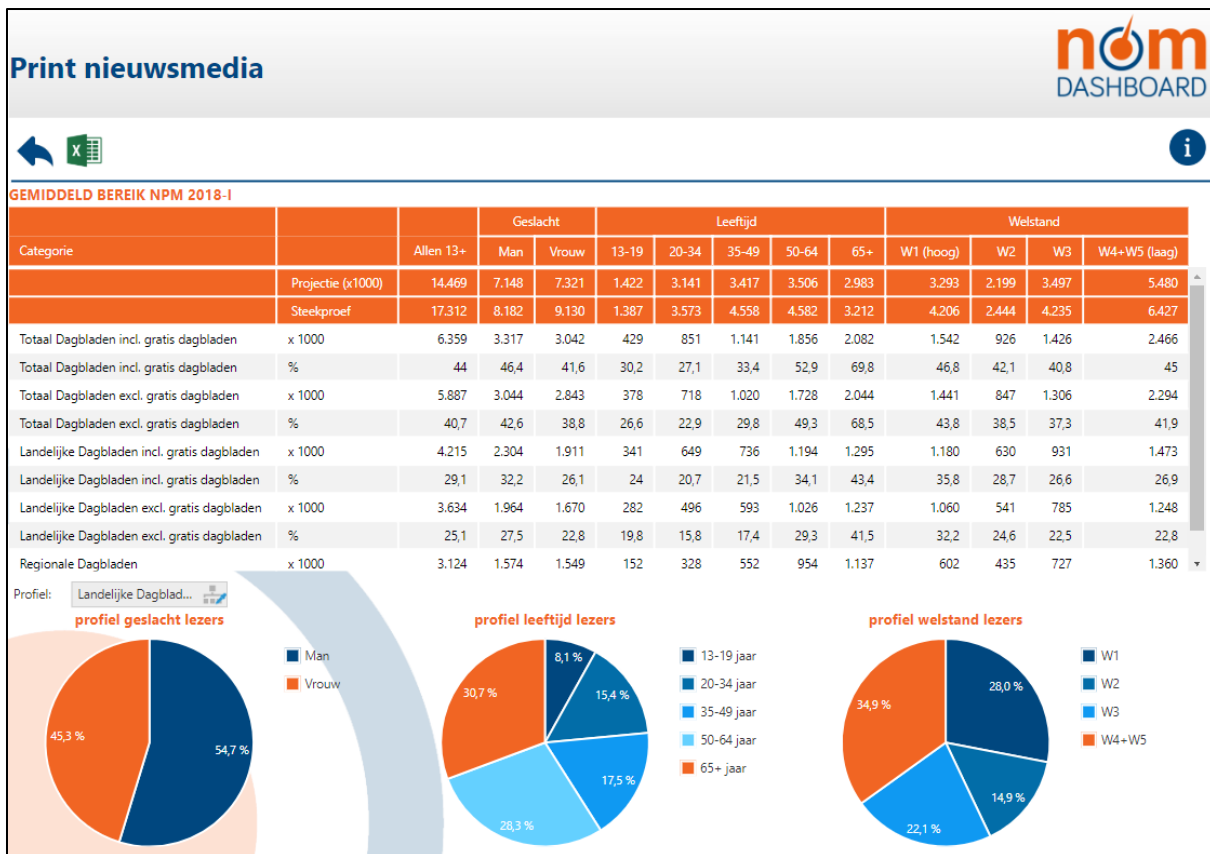 Print nieuwsmedia
nom
DASHBOARD
X
i
GEMIDDELD BEREIK NPM 2018-I
Geslacht Leeftijd Welstand
Categorie Allen 13+ Man Vrouw 13-19 20-34 35-49 50-64 65+ W1 (hoog) W2 W3 W4+W5 (laag)
Projectie (x1000) 14.469 7.148 7.321 1.422 3.141 3.417 3.506 2.983 3.293 2.199 3.497 5.480
Steekproef 17.312 8.182 9.130 1.387 3.573 4.558 4.582 3.212 4.206 2.444 4.235 6.427
Totaal Dagbladen incl. gratis dagbladen x 1000 6.359 3.317 3.042 429 851 1.141 1.856 2.082 1.542 926 1.426 2.466
Totaal Dagbladen incl. gratis dagbladen % 44 46,4 41,6 30,2 27,1 33,4 52,9 69,8 46,8 42,1 40,8 45
Totaal Dagbladen excl. gratis dagbladen x 1000 5.887 3.044 2.843 378 718 1.020 1.728 2.044 1.441 847 1.306 2.294
Totaal Dagbladen excl. gratis dagbladen % 40,7 42,6 38,8 26,6 22,9 29,8 49,3 68,5 43,8 38,5 37,3 41,9
Landelijke Dagbladen incl. gratis dagbladen x 1000 4.215 2.304 1.911 341 649 736 1.194 1.295 1.180 630 931 1.473
Landelijke Dagbladen incl. gratis dagbladen % 29,1 32,2 26,1 24 20,7 21,5 34,1 43,4 35,8 28,7 26,6 26,9
Landelijke Dagbladen excl. gratis dagbladen x 1000 3.634 1.964 1.670 282 496 593 1.026 1.237 1.060 541 785 1.248
Landelijke Dagbladen excl. gratis dagbladen % 25,1 27,5 22,8 19,8 15,8 17,4 29,3 41,5 32,2 24,6 22,5 22,8
Regionale Dagbladen x 1000 3.124 1.574 1.549 152 328 552 954 1.137 602 435 727 1.360
Profiel: Landelijke Dagblad...
profiel geslacht lezers
45,3 %
54,7 %
Man
Vrouw
profiel leeftijd lezers
8,1 %
15,4 %
17,5 %
28,3 %
30,7 %
13-19 jaar
20-34 jaar
35-49 jaar
50-64 jaar
65+ jaar
profiel welstand lezers
28,0 %
14,9 %
22,1 %
34,9 %
W1
W2
W3
W4+W5